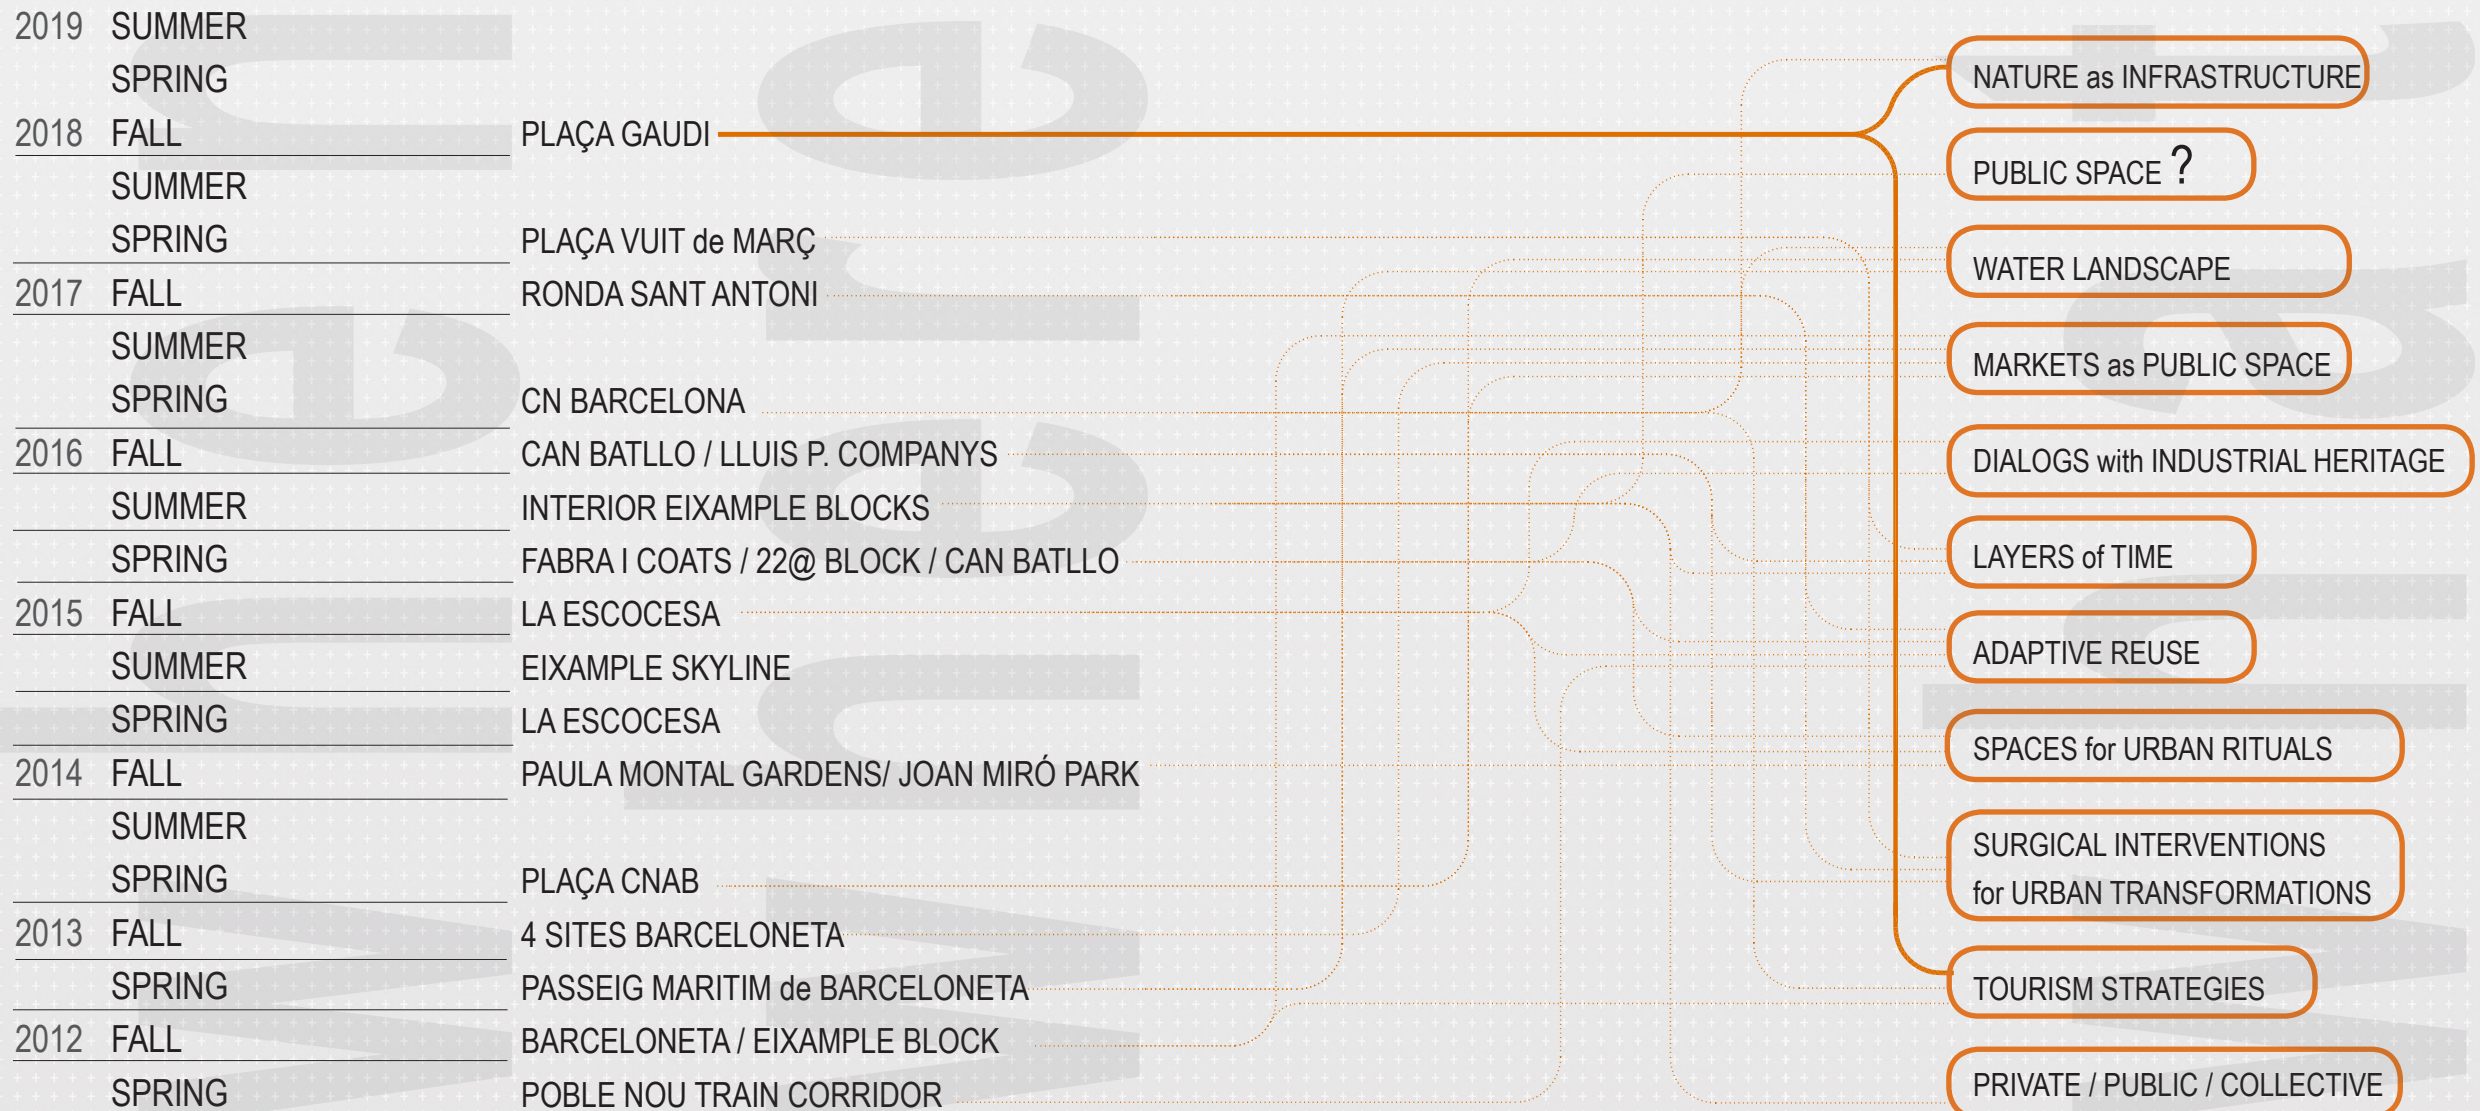 2019 SUMMER
SPRING
2018 FALL PLAÇA GAUDI
SUMMER
SPRING PLAÇA VUIT de MARÇ
2017 FALL RONDA SANT ANTONI
SUMMER
SPRING CN BARCELONA
2016 FALL CAN BATLLO / LLUIS P. COMPANYS
SUMMER INTERIOR EIXAMPLE BLOCKS
SPRING FABRA I COATS / 22@ BLOCK / CAN BATLLO
2015 FALL LA ESCOCESA
SUMMER EIXAMPLE SKYLINE
SPRING LA ESCOCESA
2014 FALL PAULA MONTAL GARDENS/ JOAN MIRÓ PARK
SUMMER
SPRING PLAÇA CNAB
2013 FALL 4 SITES BARCELONETA
SPRING PASSEIG MARITIM de BARCELONETA
2012 FALL BARCELONETA / EIXAMPLE BLOCK
SPRING POBLE NOU TRAIN CORRIDOR
NATURE as INFRASTRUCTURE
PUBLIC SPACE ?
WATER LANDSCAPE
MARKETS as PUBLIC SPACE
DIALOGS with INDUSTRIAL HERITAGE
LAYERS of TIME
ADAPTIVE REUSE
SPACES for URBAN RITUALS
SURGICAL INTERVENTIONS
for URBAN TRANSFORMATIONS
TOURISM STRATEGIES
PRIVATE / PUBLIC / COLLECTIVE
when
where
what